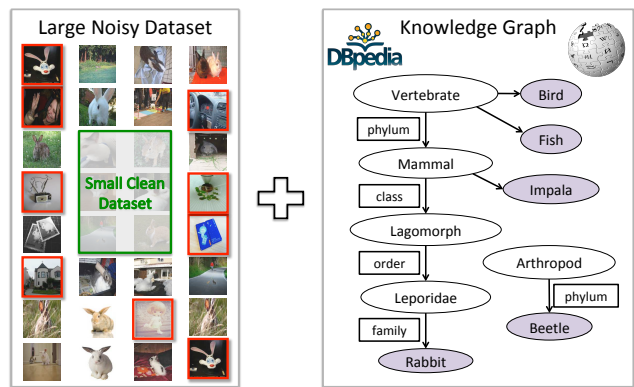 Large Noisy Dataset
Small Clean
Dataset
Knowledge Graph
DBpedia
Vertebrate
Bird
phylum
Fish
Mammal
class
Impala
Lagomorph
order
Arthropod
Leporidae
phylum
family
Beetle
Rabbit